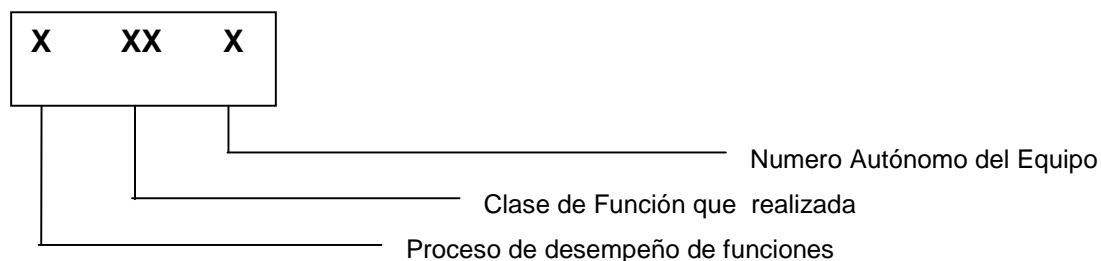 X XX X
Numero Autónomo del Equipo
Clase de Función que realizada
Proceso de desempeño de funciones